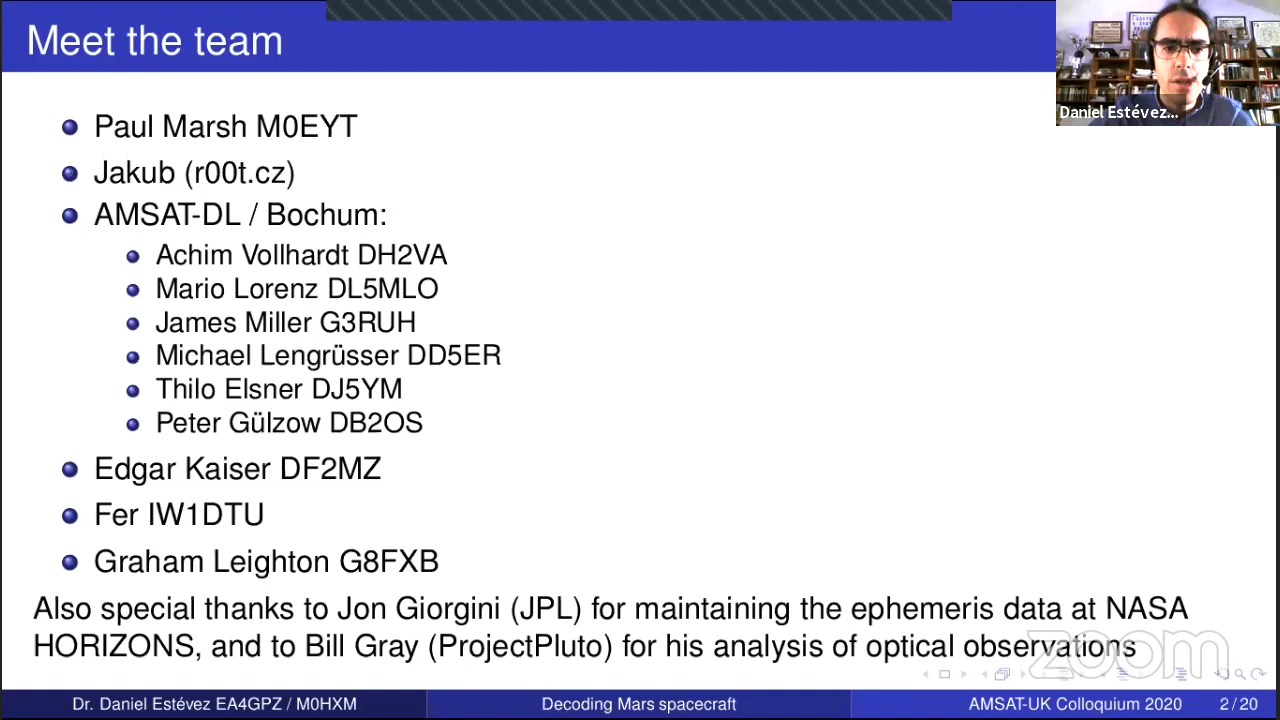 Meet the team
Daniel Estévez...
Paul Marsh M0EYT
Jakub (r00t.cz)
AMSAT-DL / Bochum:
Achim Vollhardt DH2VA
Mario Lorenz DL5MLO
James Miller G3RUH
Michael Lengrüsser DD5ER
Thilo Elsner DJ5YM
Peter Gülzow DB2OS
Edgar Kaiser DF2MZ
Fer IW1DTU
Graham Leighton G8FXB
Also special thanks to Jon Giorgini (JPL) for maintaining the ephemeris data at NASA
HORIZONS, and to Bill Gray (ProjectPluto) for his analysis of optical observations
zoom
Dr. Daniel Estévez EA4GPZ / M0HXM
Decoding Mars spacecraft
AMSAT-UK Colloquium 2020
2 / 20